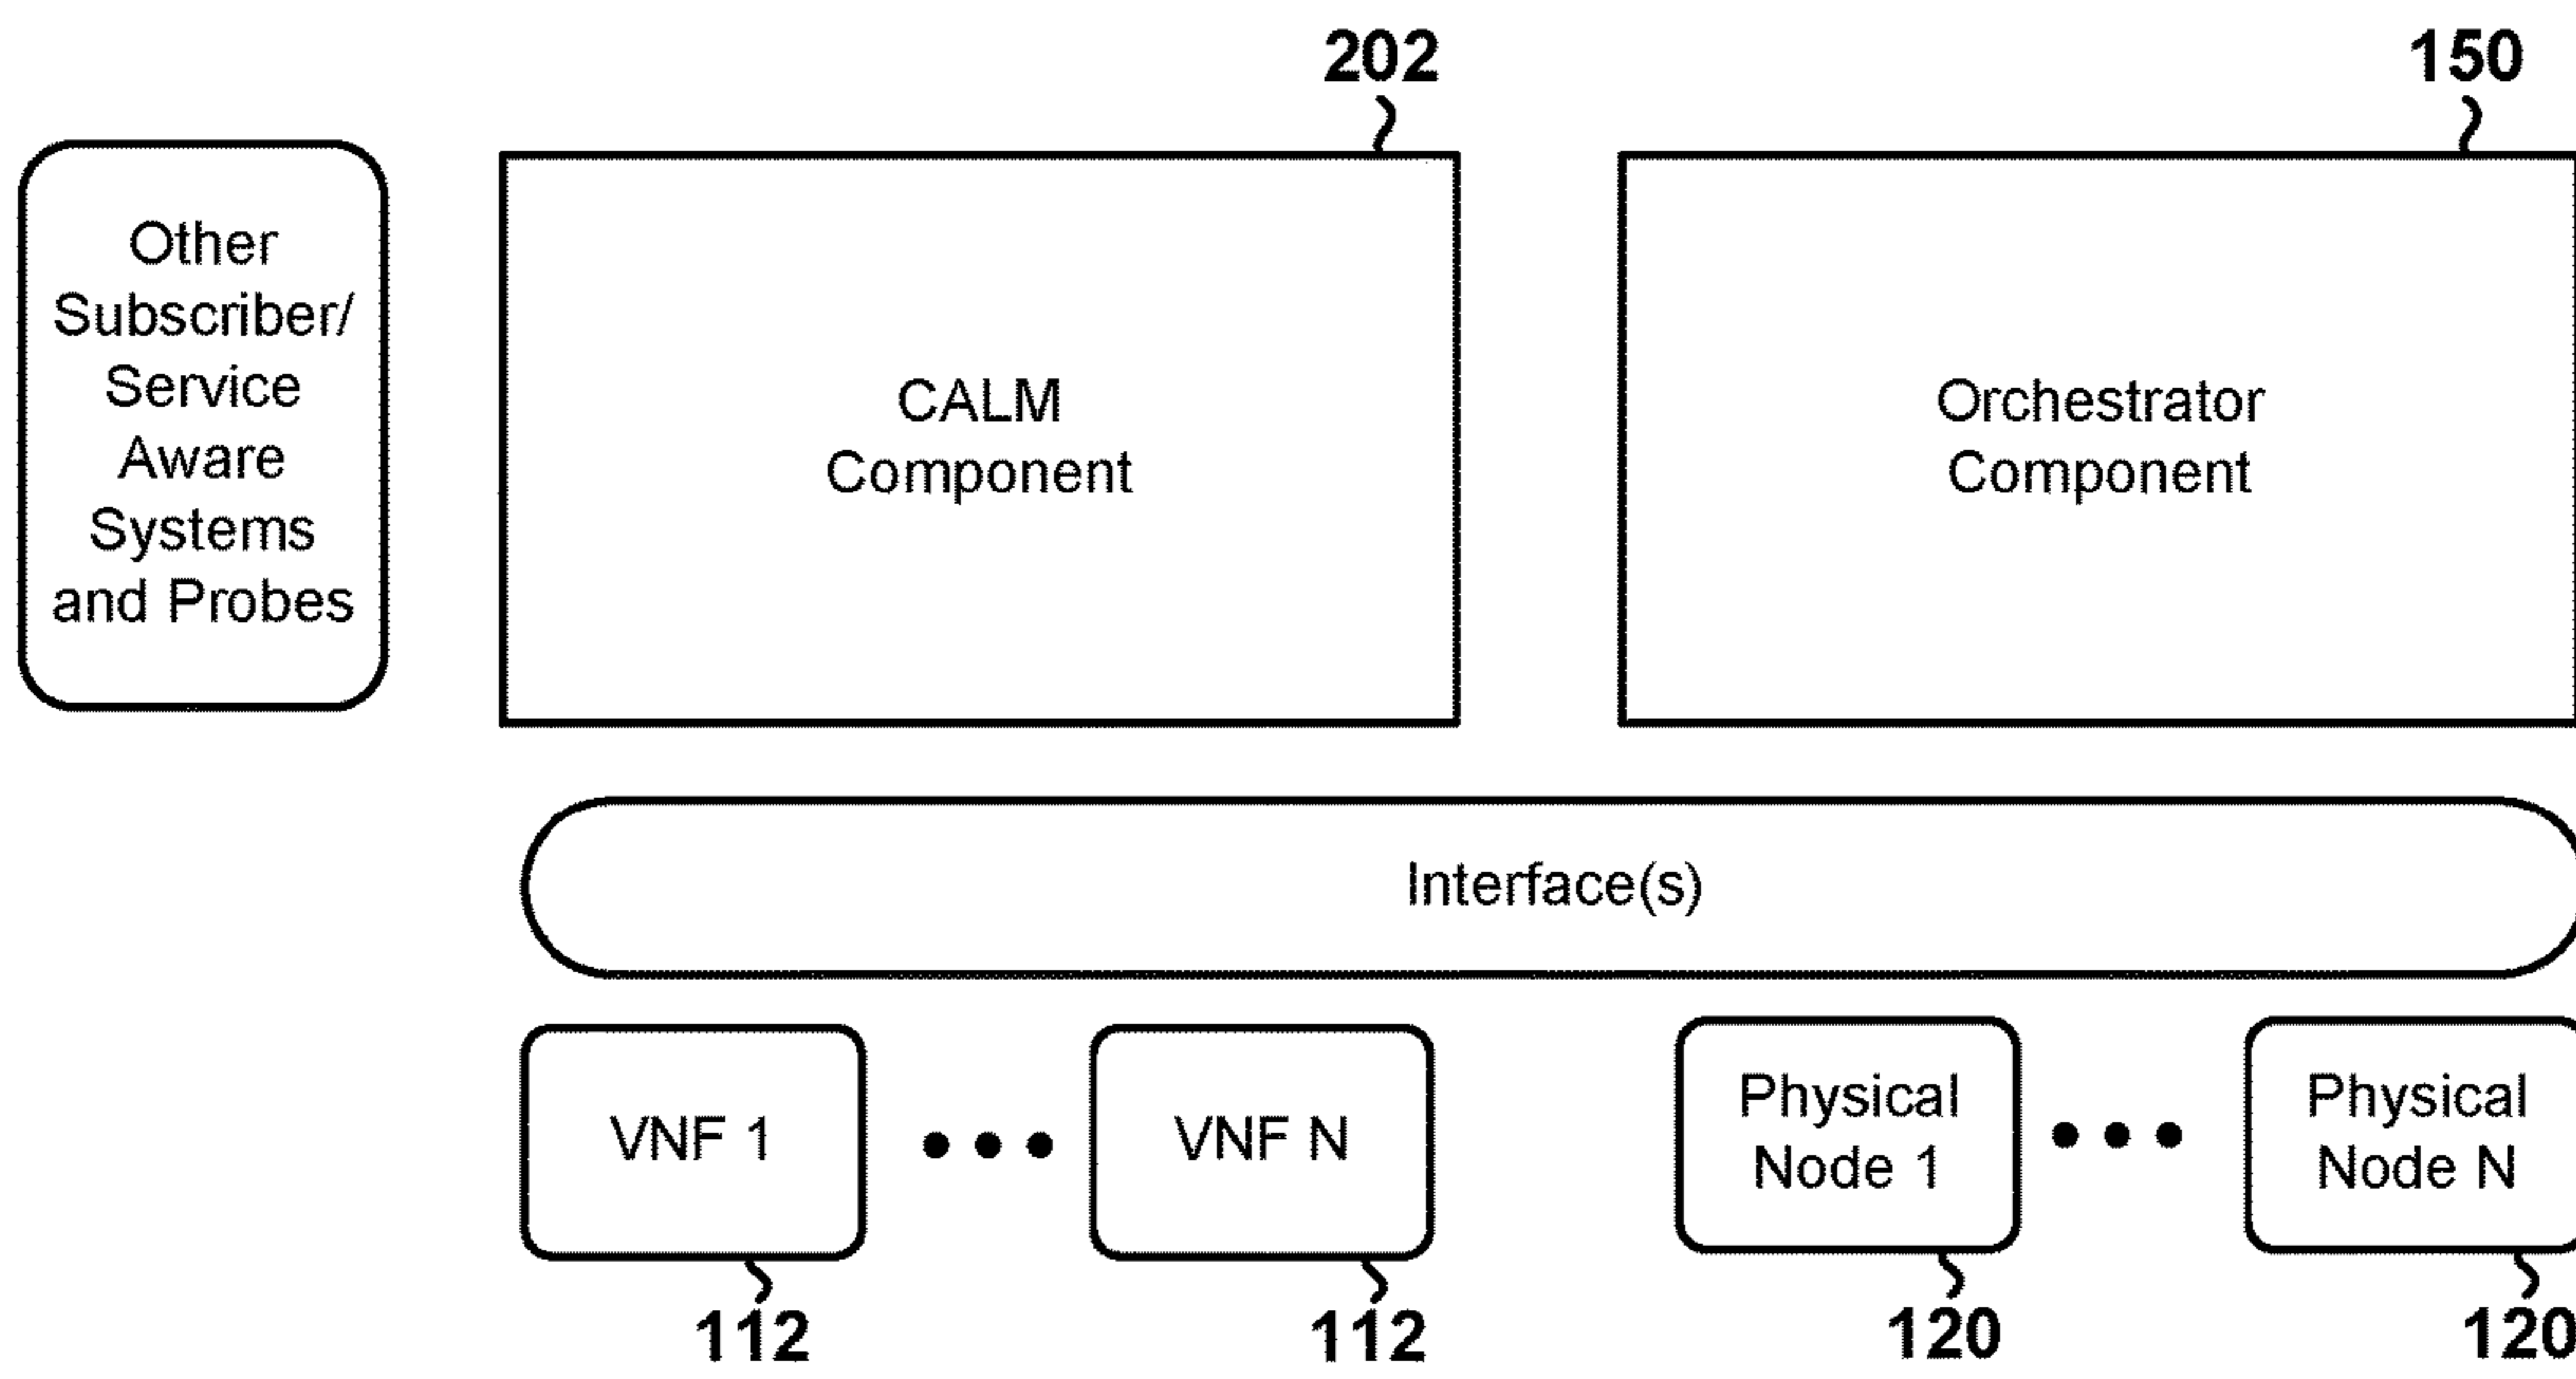 202
150
Other
Subscriber/
Service
Aware
Systems
and Probes
CALM
Component
Orchestrator
Component
Interface(s)
VNF 1
VNF N
Physical
Node 1
Physical
Node N
112
112
120
120